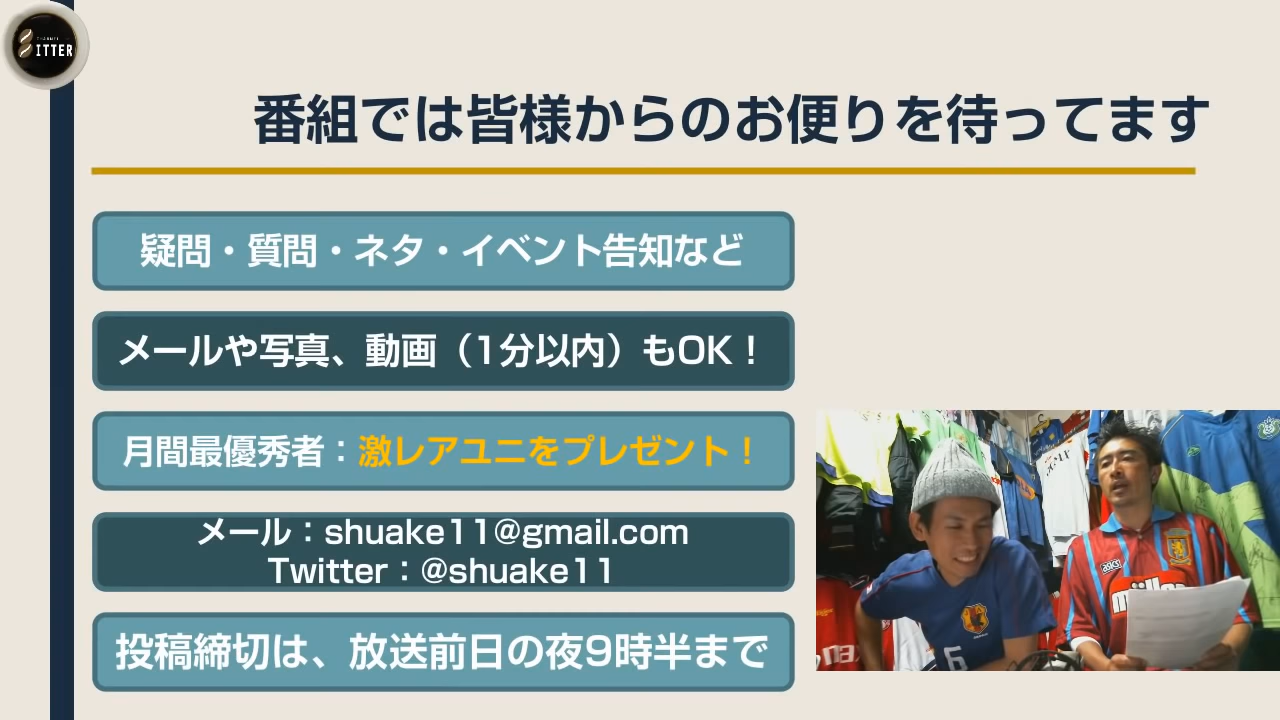 CHANNEL
BITTER
番組では皆様からのお便りを待ってます
疑問・質問・ネタ・イベント告知など
メールや写真、動画（1分以内）もOK！
月間最優秀者：激レアユニをプレゼント！
メール：shuake11@gmail.com
Twitter：@shuake11
投稿締切は、放送前日の夜9時半まで
müller
6